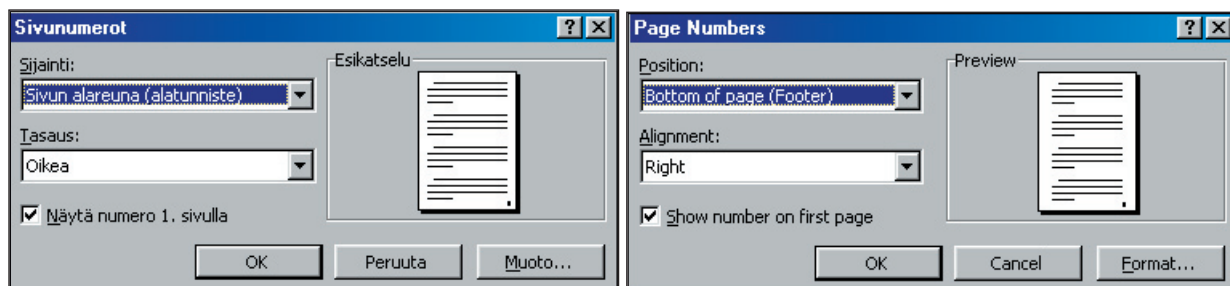 Sivunumerot
Sijainti:
Esikatselu
Sivun alareuna (alatunniste)
Tasaus:
Oikea
Näytä numero 1. sivulla
OK
Peruuta
Muoto...
Page Numbers
Position:
Preview
Bottom of page (Footer)
Alignment:
Right
Show number on first page
OK
Cancel
Format...